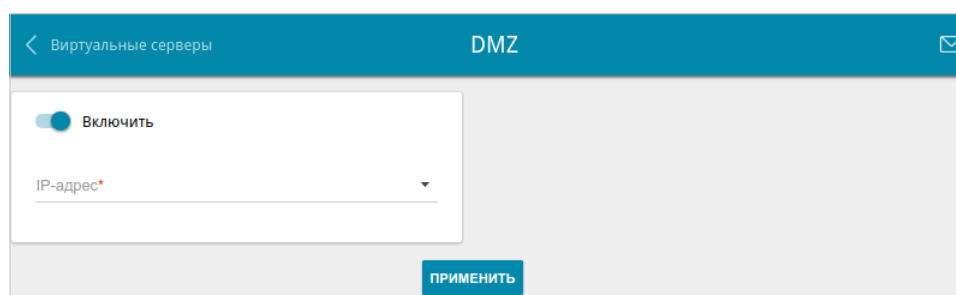 Виртуальные серверы
DMZ
Включить
IP-адрес*
ПРИМЕНИТЬ